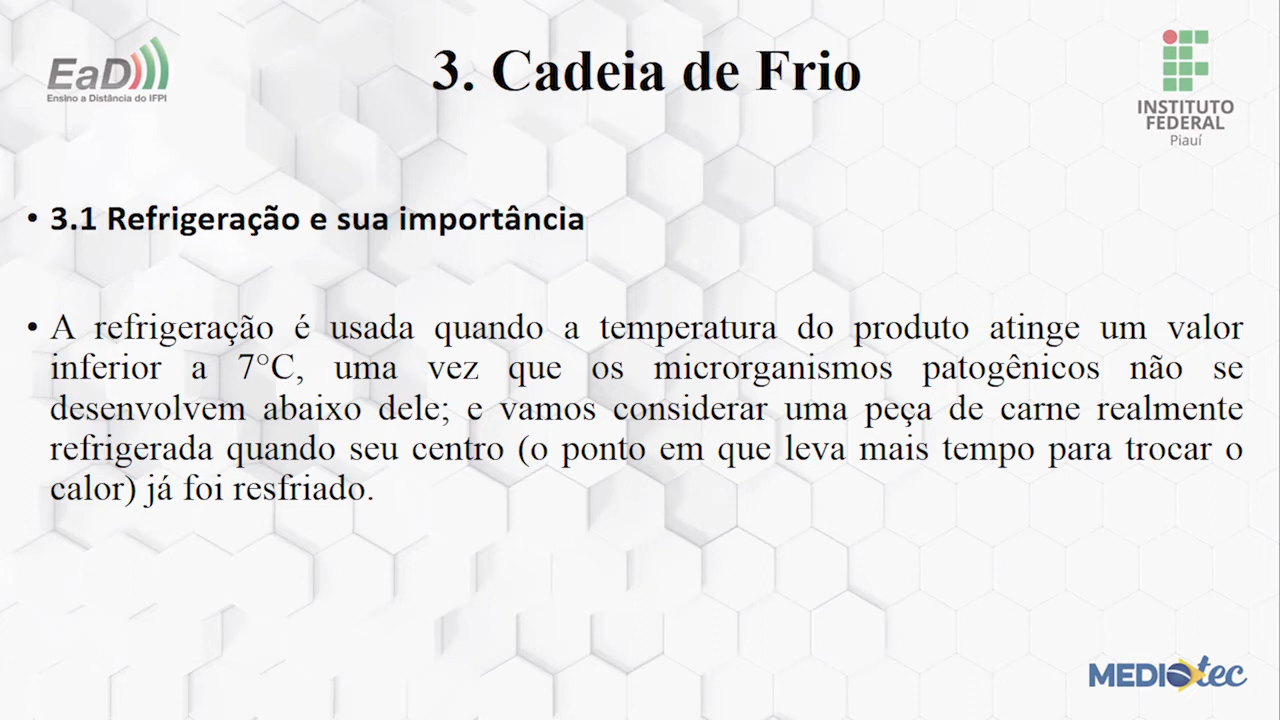 EaD
Ensino a Distância do IFPI
3. Cadeia de Frio
INSTITUTO
FEDERAL
Piauí
• 3.1 Refrigeração e sua importância
• A refrigeração é usada quando a temperatura do produto atinge um valor
inferior a 7°C, uma vez que os microrganismos patogênicos não se
desenvolvem abaixo dele; e vamos considerar uma peça de carne realmente
refrigerada quando seu centro (o ponto em que leva mais tempo para trocar o
calor) já foi resfriado.
MEDIOtec